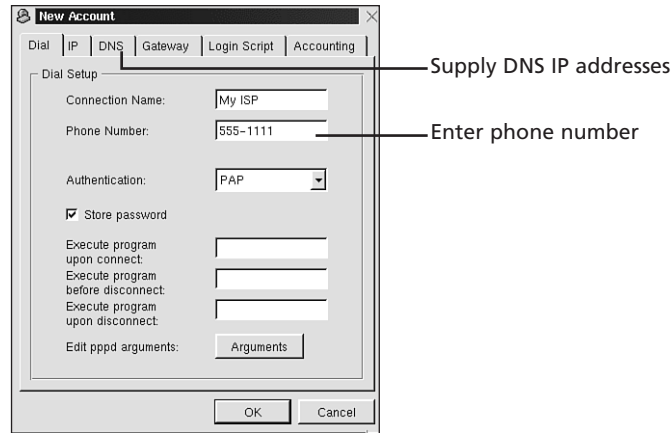 New Account
Dial IP DNS Gateway Login Script Accounting
Supply DNS IP addresses
Dial Setup
Connection Name: My ISP
Phone Number: 555-1111
Enter phone number
Authentication: PAP
Store password
Execute program
upon connect:
Execute program
before disconnect:
Execute program
upon disconnect:
Edit pppd arguments: Arguments
OK Cancel